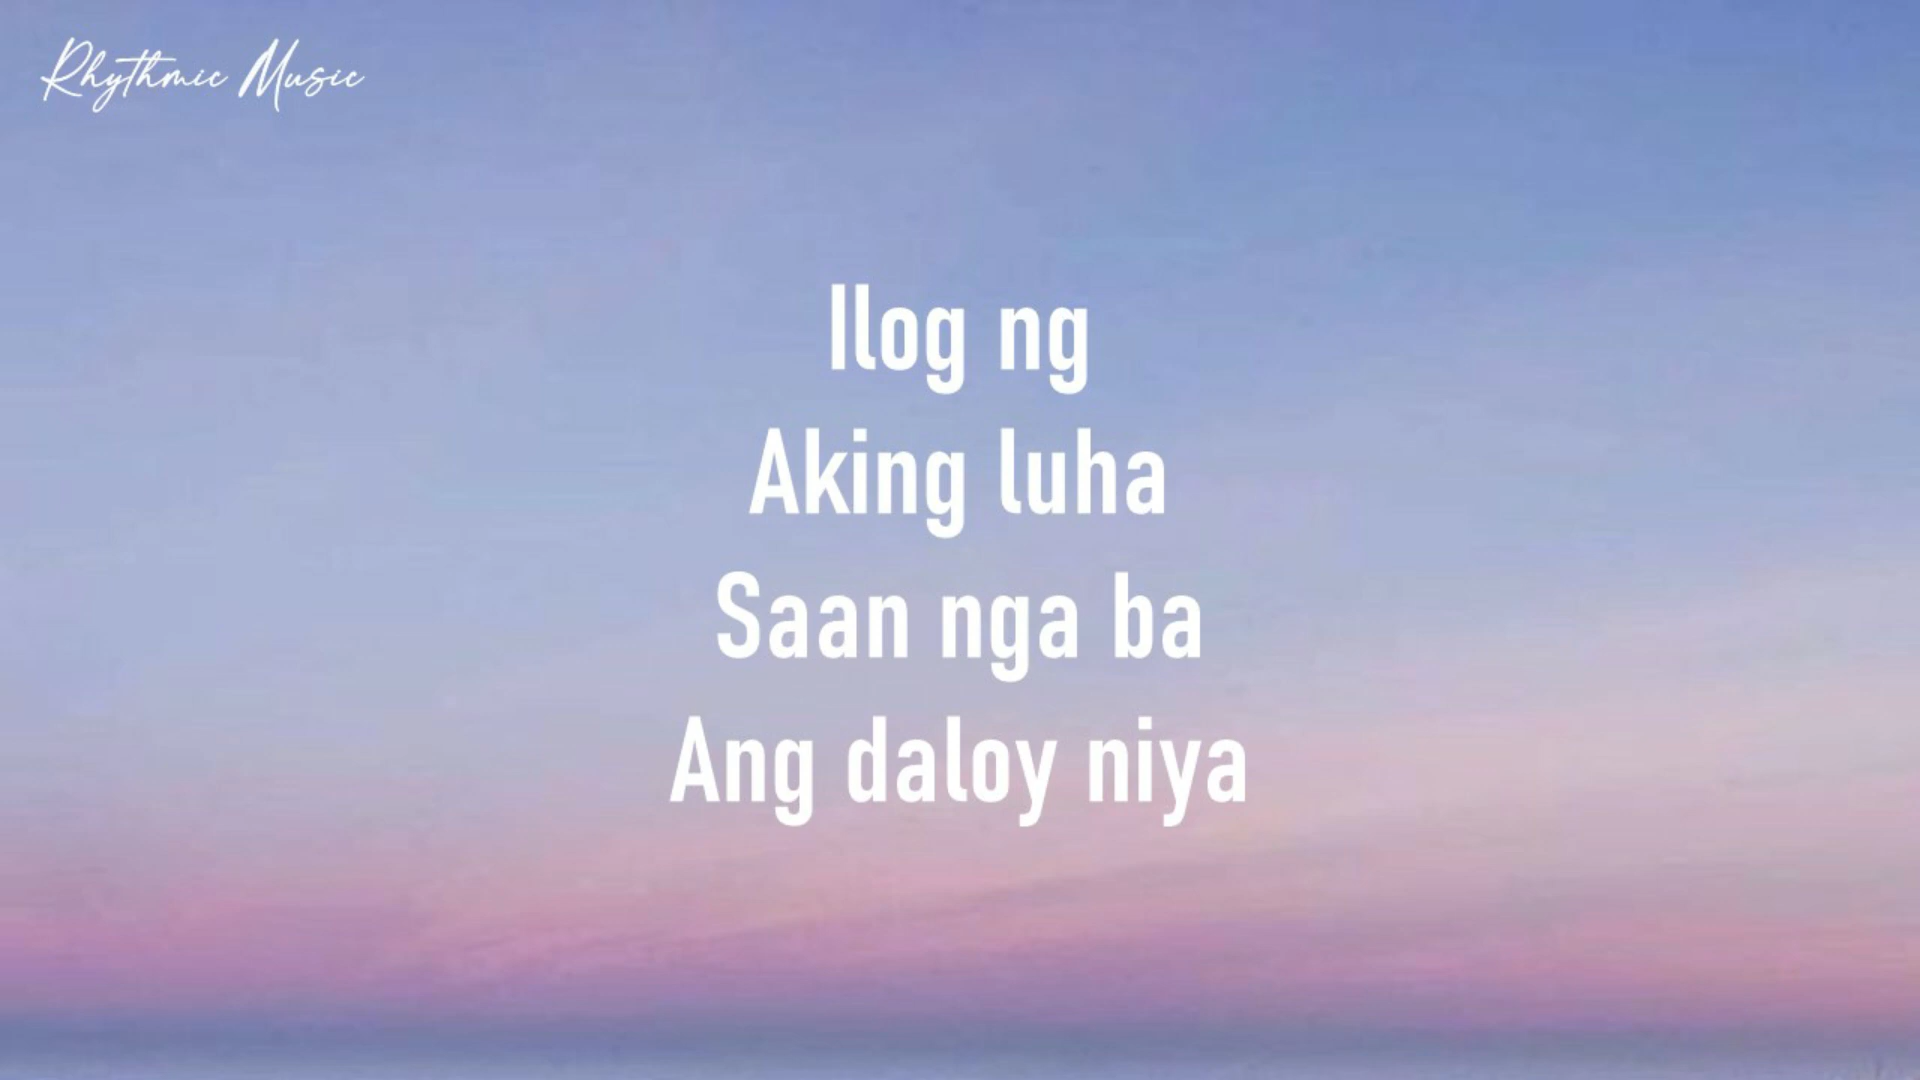 Rhythmic Music
Ilog ng
Aking luha
Saan nga ba
Ang daloy niya